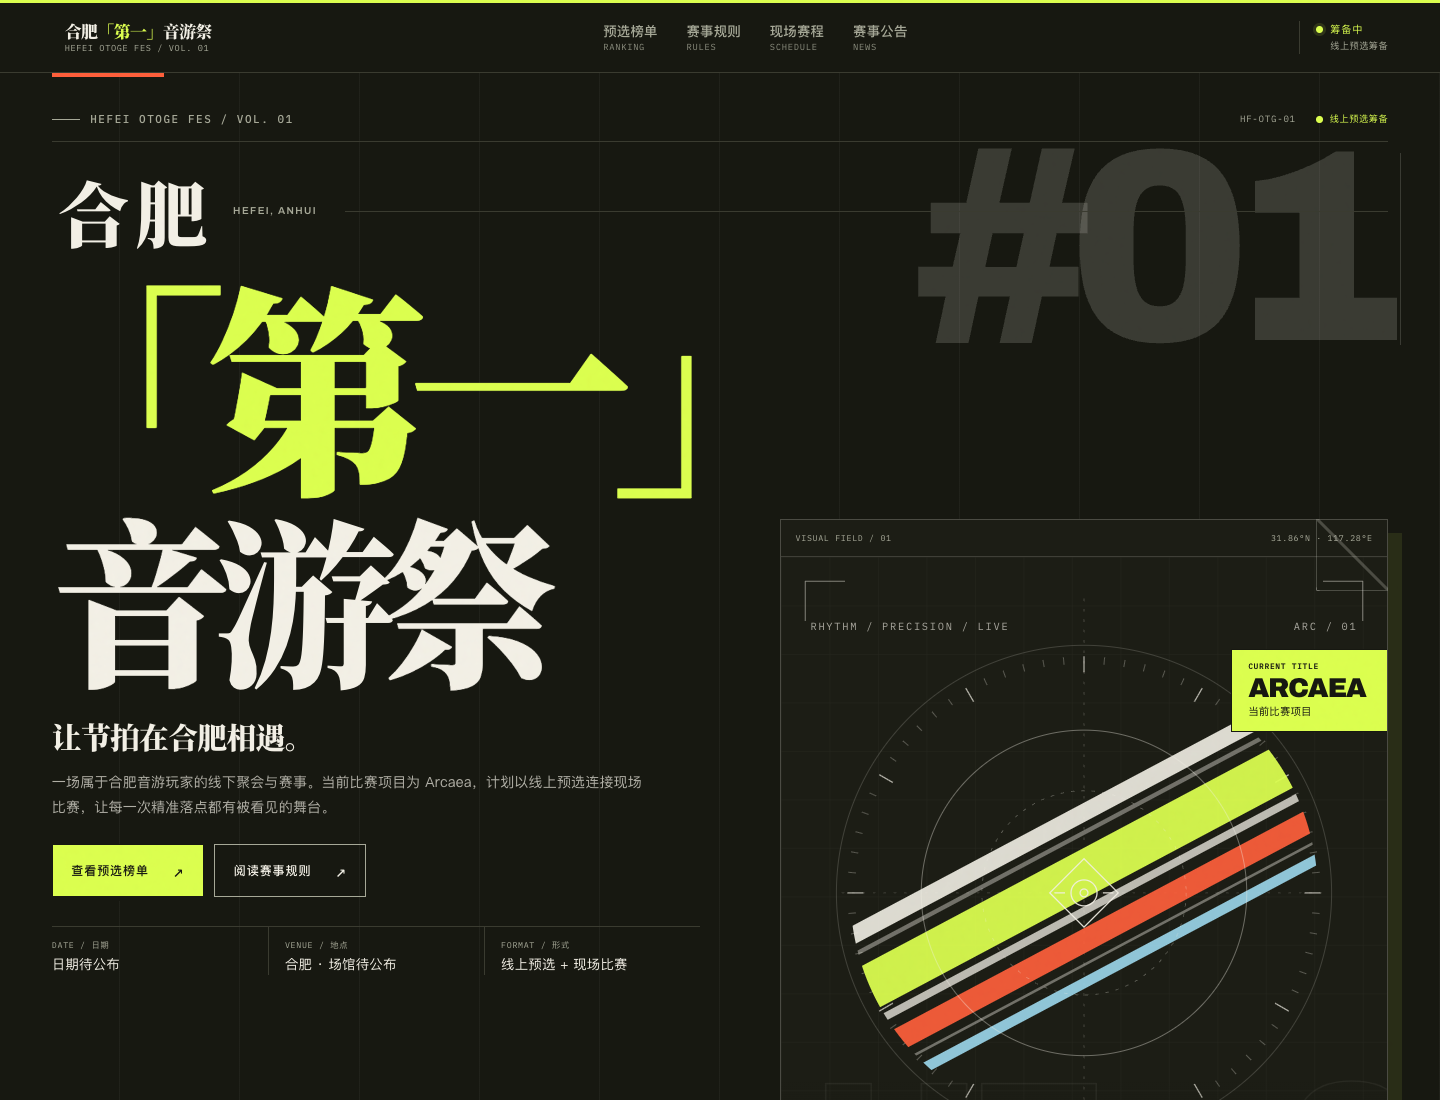 合肥「第一」音游祭
HEFEI OTOGE FES / VOL. 01
预选榜单
RANKING
赛事规则
RULES
现场赛程
SCHEDULE
赛事公告
NEWS
筹备中
线上预选筹备
HEFEI OTOGE FES / VOL. 01
HF-OTG-01
线上预选筹备
#01
合肥
HEFEI, ANHUI
「第一」
音游祭
让节拍在合肥相遇。
一场属于合肥音游玩家的线下聚会与赛事。当前比赛项目为 Arcaea，计划以线上预选连接现场
比赛，让每一次精准落点都有被看见的舞台。
查看预选榜单 ↗
阅读赛事规则 ↗
DATE / 日期
日期待公布
VENUE / 地点
合肥 · 场馆待公布
FORMAT / 形式
线上预选 + 现场比赛
VISUAL FIELD / 01
31.86°N · 117.28°E
RHYTHM / PRECISION / LIVE
ARC / 01
CURRENT TITLE
ARCAEA
当前比赛项目